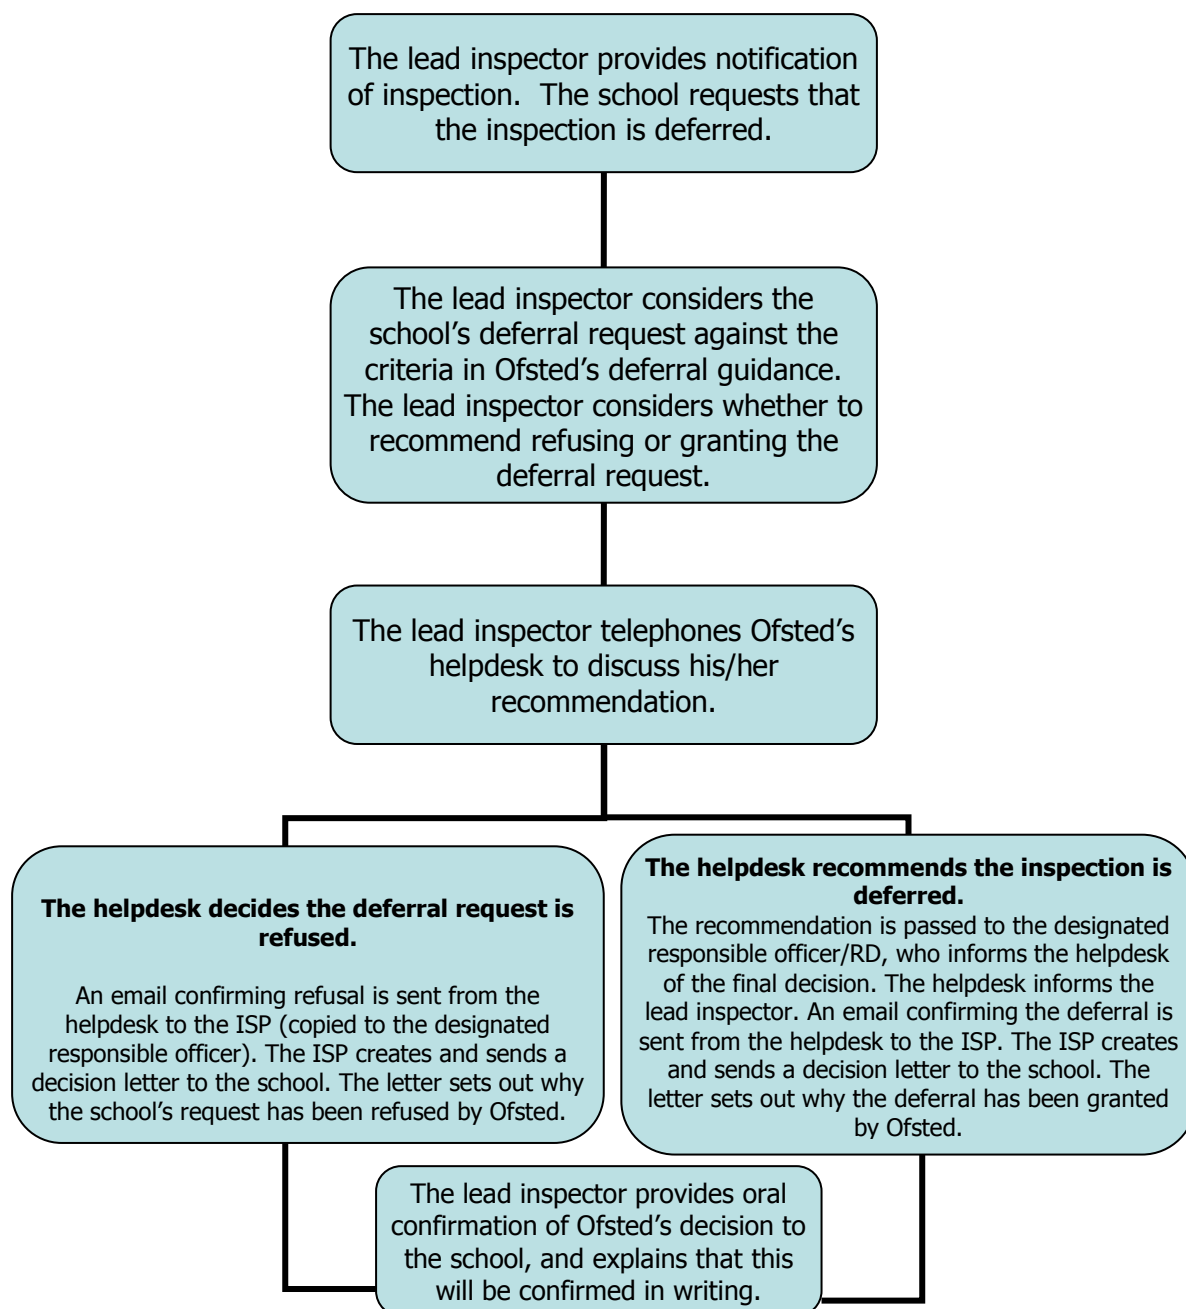 The lead inspector provides notification
of inspection.  The school requests that
the inspection is deferred.
The lead inspector considers the
school’s deferral request against the
criteria in Ofsted’s deferral guidance.
The lead inspector considers whether to
recommend refusing or granting the
deferral request.
The lead inspector telephones Ofsted’s
helpdesk to discuss his/her
recommendation.
The helpdesk decides the deferral request is
refused.
An email confirming refusal is sent from the
helpdesk to the ISP (copied to the designated
responsible officer). The ISP creates and sends a
decision letter to the school. The letter sets out why
the school’s request has been refused by Ofsted.
The helpdesk recommends the inspection is
deferred.
The recommendation is passed to the designated
responsible officer/RD, who informs the helpdesk
of the final decision. The helpdesk informs the
lead inspector. An email confirming the deferral is
sent from the helpdesk to the ISP. The ISP creates
and sends a decision letter to the school. The
letter sets out why the deferral has been granted
by Ofsted.
The lead inspector provides oral
confirmation of Ofsted’s decision to
the school, and explains that this
will be confirmed in writing.